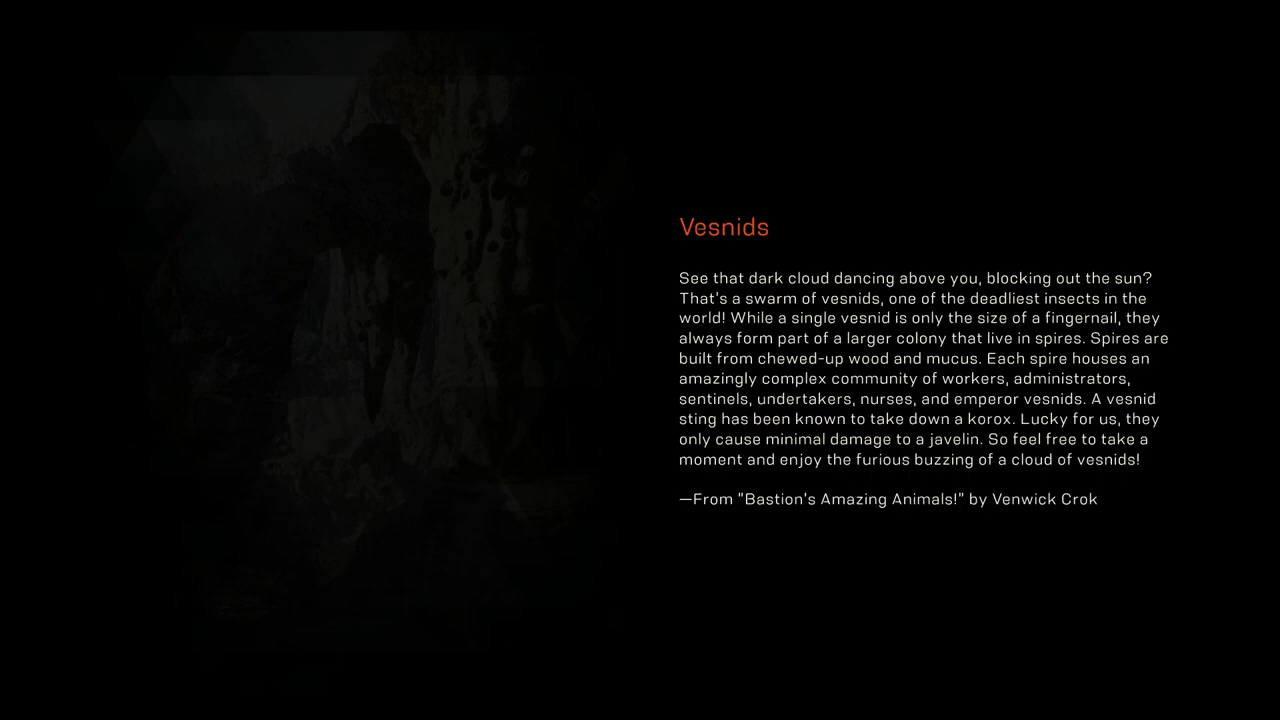 Vesnids
See that dark cloud dancing above you, blocking out the sun?
That's a swarm of vesnids, one of the deadliest insects in the
world! While a single vesnid is only the size of a fingernail, they
always form part of a larger colony that live in spires. Spires are
built from chewed-up wood and mucus. Each spire houses an
amazingly complex community of workers, administrators,
sentinels, undertakers, nurses, and emperor vesnids. A vesnid
sting has been known to take down a korox. Lucky for us, they
only cause minimal damage to a javelin. So feel free to take a
moment and enjoy the furious buzzing of a cloud of vesnids!
—From "Bastion's Amazing Animals!" by Venwick Crok